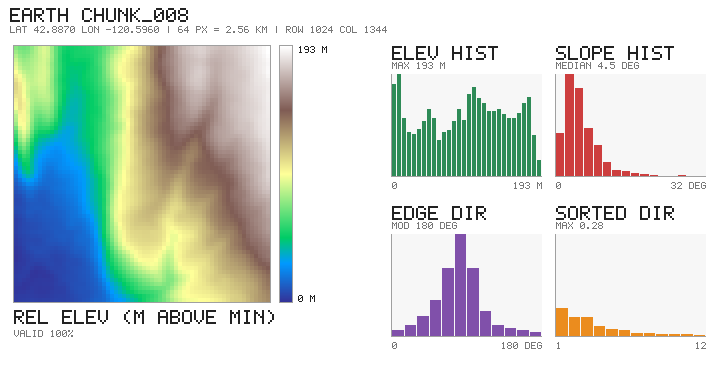 EARTH CHUNK_008
LAT 42.8870 LON -120.5960 | 64 PX = 2.56 KM | ROW 1024 COL 1344
193 M
0 M
REL ELEV (M ABOVE MIN)
VALID 100%
ELEV HIST
MAX 193 M
0 193 M
SLOPE HIST
MEDIAN 4.5 DEG
0 32 DEG
EDGE DIR
MOD 180 DEG
0 180 DEG
SORTED DIR
MAX 0.28
1 12